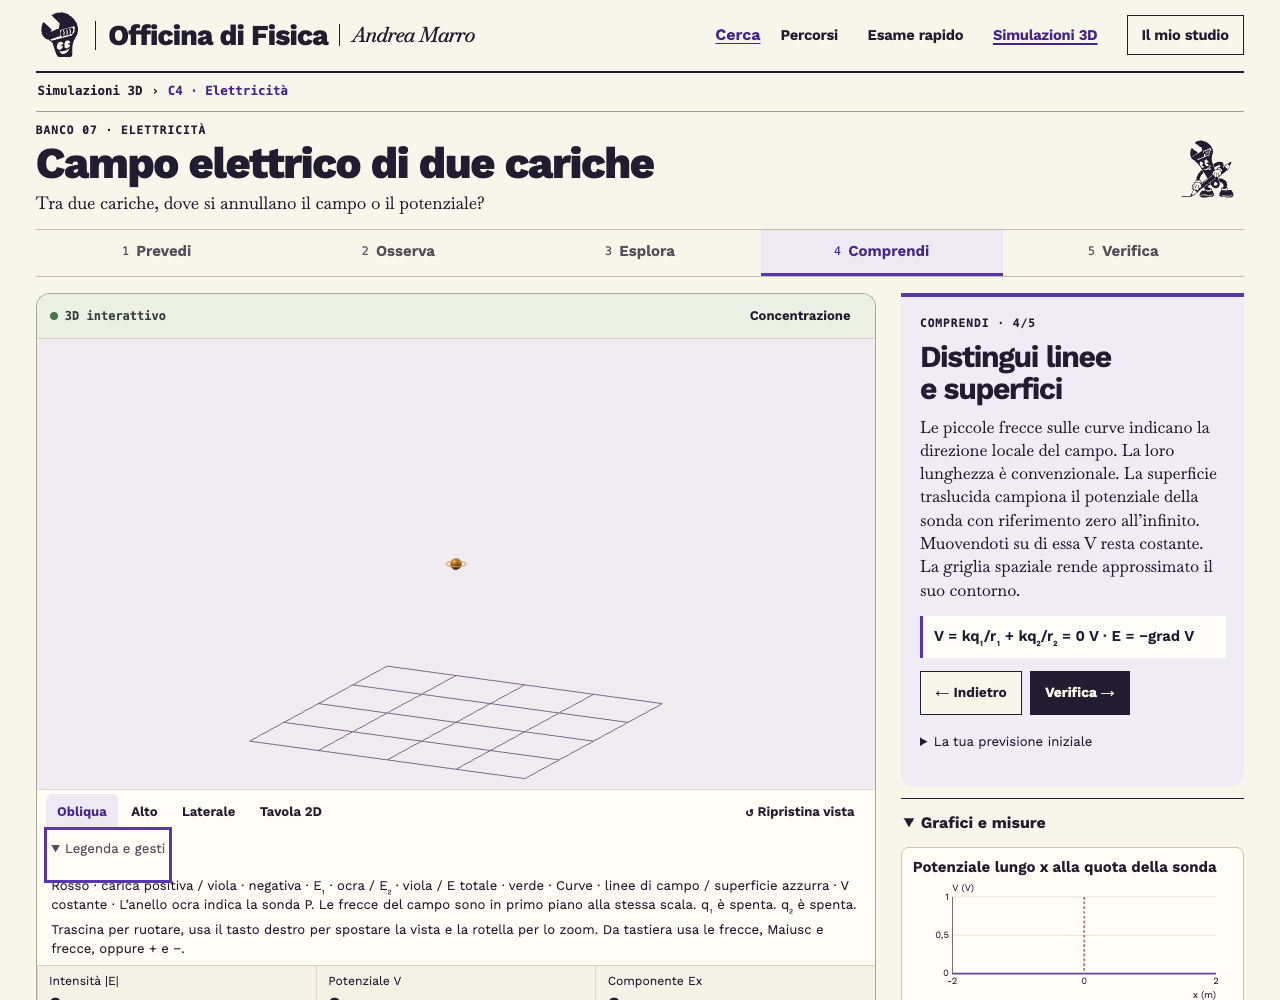 Officina di Fisica
Andrea Marro
Cerca
Percorsi
Esame rapido
Simulazioni 3D
Il mio studio
Simulazioni 3D › C4 · Elettricità
BANCO 07 · ELETTRICITÀ
Campo elettrico di due cariche
Tra due cariche, dove si annullano il campo o il potenziale?
1 Prevedi
2 Osserva
3 Esplora
4 Comprendi
5 Verifica
3D interattivo
Concentrazione
Obliqua
Alto
Laterale
Tavola 2D
↺ Ripristina vista
▼ Legenda e gesti
Rosso · carica positiva / viola · negativa · E₁ · ocra / E₂ · viola / E totale · verde · Curve · linee di campo / superficie azzurra · V
costante · L’anello ocra indica la sonda P. Le frecce del campo sono in primo piano alla stessa scala. q₁ è spenta. q₂ è spenta.
Trascina per ruotare, usa il tasto destro per spostare la vista e la rotella per lo zoom. Da tastiera usa le frecce, Maiusc e
frecce, oppure + e −.
Intensità |E|
Potenziale V
Componente Ex
COMPRENDI · 4/5
Distingui linee
e superfici
Le piccole frecce sulle curve indicano la
direzione locale del campo. La loro
lunghezza è convenzionale. La superficie
traslucida campiona il potenziale della
sonda con riferimento zero all’infinito.
Muovendoti su di essa V resta costante.
La griglia spaziale rende approssimato il
suo contorno.
V = kq₁/r₁ + kq₂/r₂ = 0 V · E = −grad V
← Indietro
Verifica →
▶ La tua previsione iniziale
▼ Grafici e misure
Potenziale lungo x alla quota della sonda
V (V)
1
0,5
0
-2
0
2
x (m)